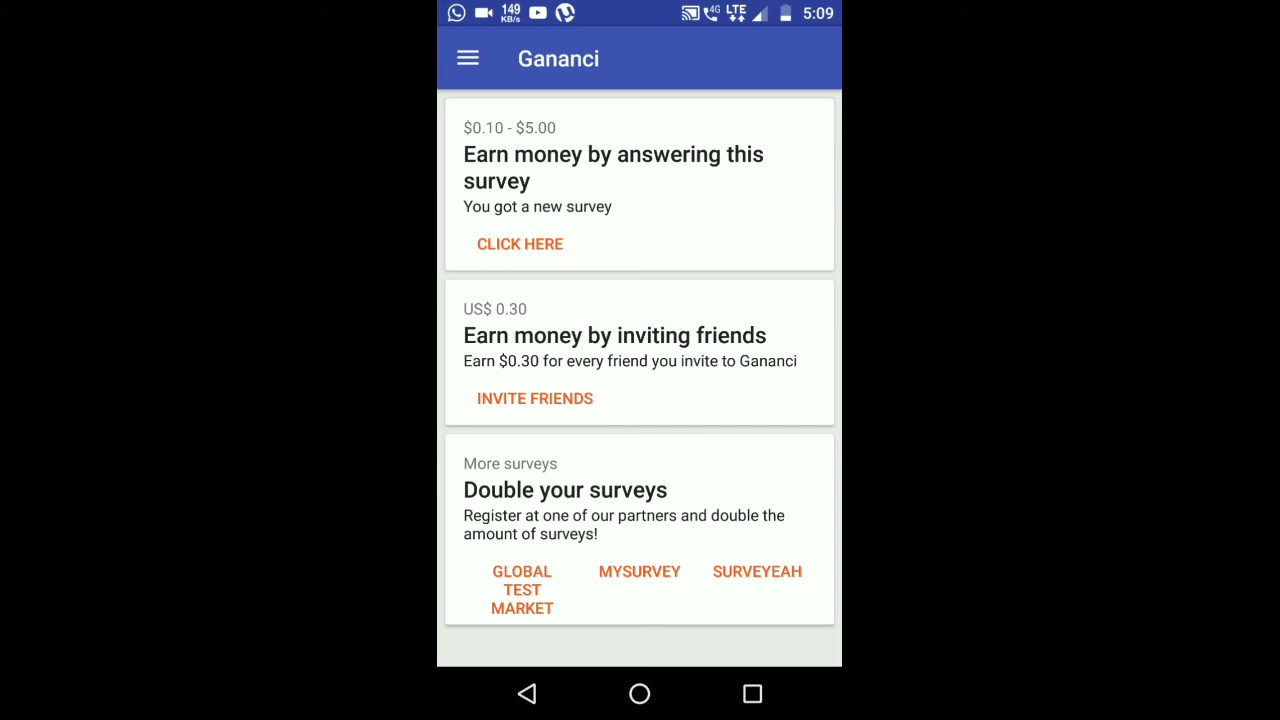 149
KB/s
4G
LTE
5:09
Gananci
$0.10 - $5.00
Earn money by answering this
survey
You got a new survey
CLICK HERE
US$ 0.30
Earn money by inviting friends
Earn $0.30 for every friend you invite to Gananci
INVITE FRIENDS
More surveys
Double your surveys
Register at one of our partners and double the
amount of surveys!
GLOBAL
TEST
MARKET
MYSURVEY
SURVEYEAH